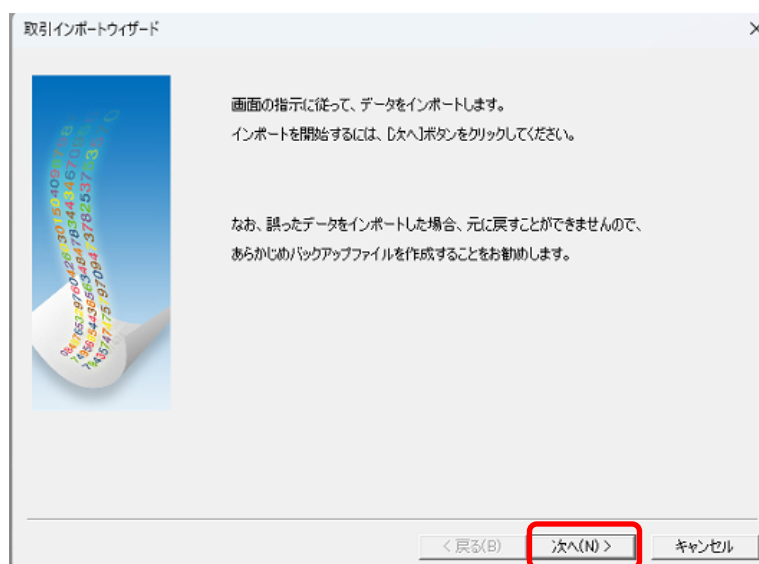 取引インポートウィザード
画面の指示に従って、データをインポートします。
インポートを開始するには、[次へ]ボタンをクリックしてください。
なお、誤ったデータをインポートした場合、元に戻すことができませんので、
あらかじめバックアップファイルを作成することをお勧めします。
< 戻る(B)
次へ(N) >
キャンセル